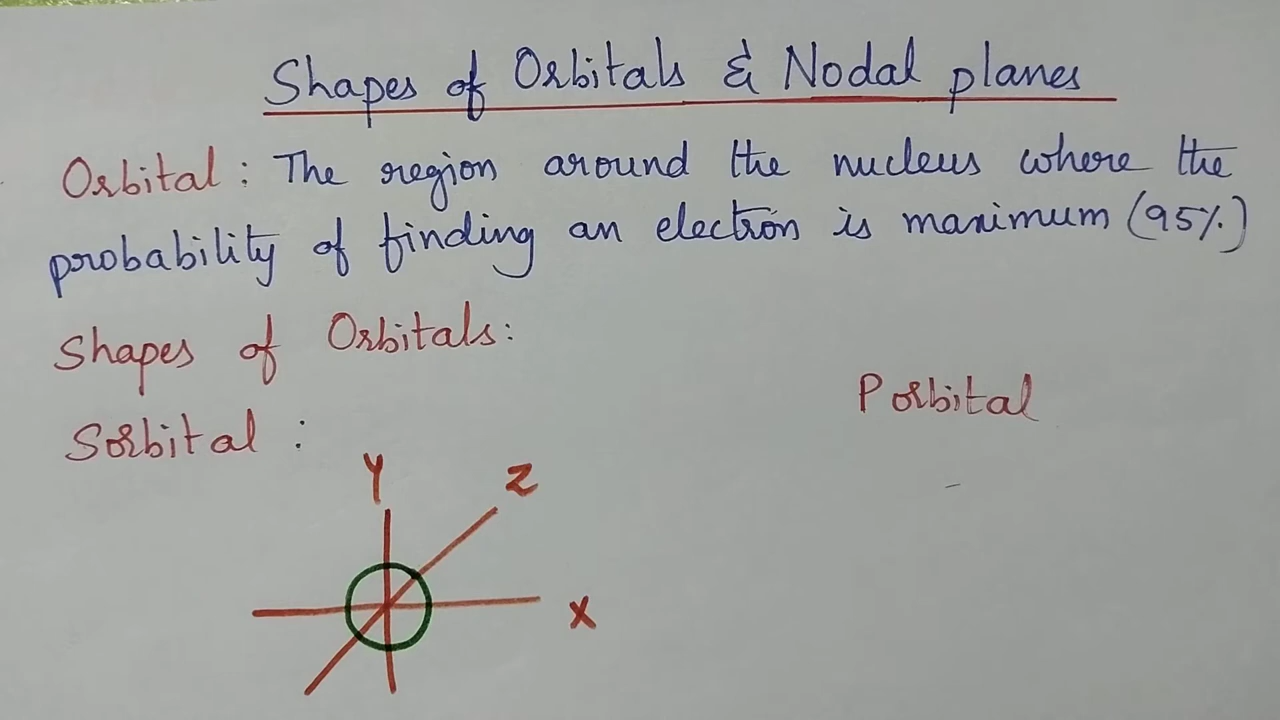 Shapes of Orbitals & Nodal planes
Orbital : The region around the nucleus where the
probability of finding an electron is maximum (95%)
Shapes of Orbitals:
P orbital
S orbital :
Y
Z
X